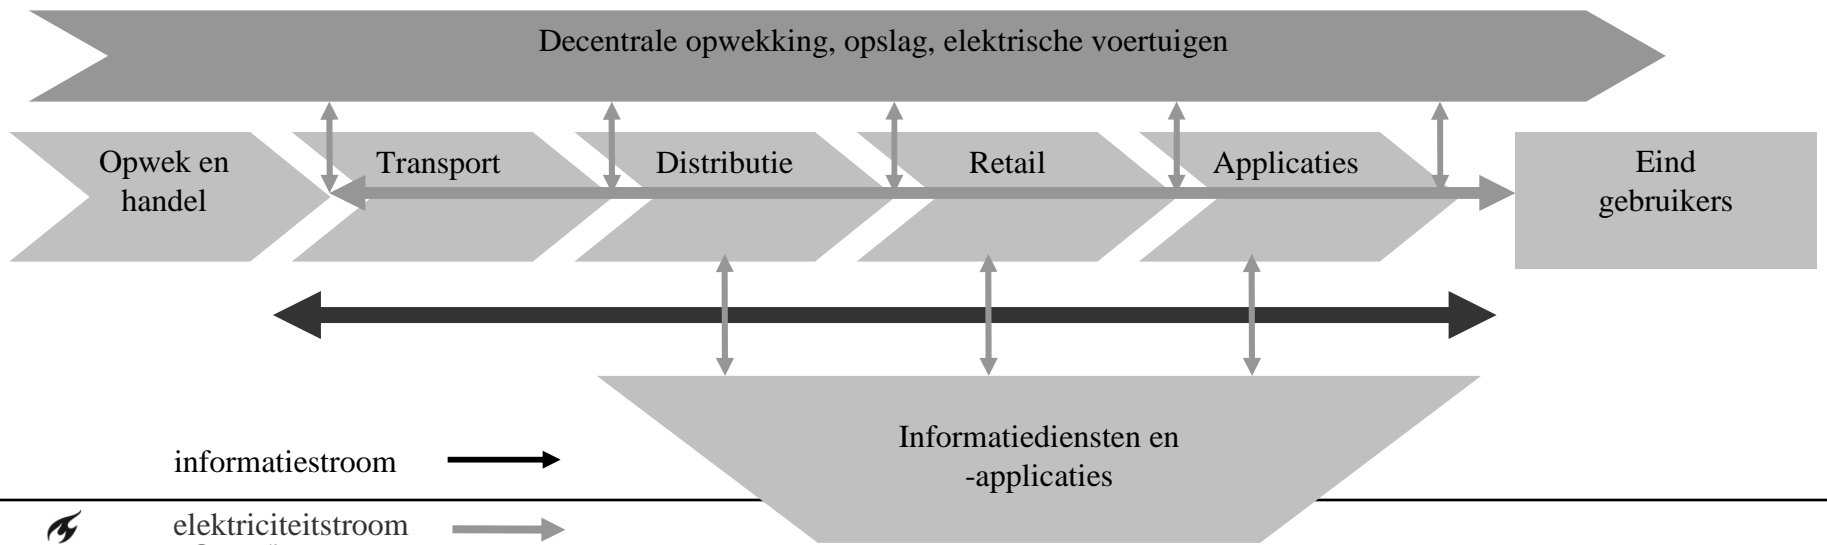 Decentrale opwekking, opslag, elektrische voertuigen
Opwek en
handel
Transport
Distributie
Retail
Applicaties
Eind
gebruikers
Informatiediensten en
-applicaties
informatiestroom
elektriciteitstroom